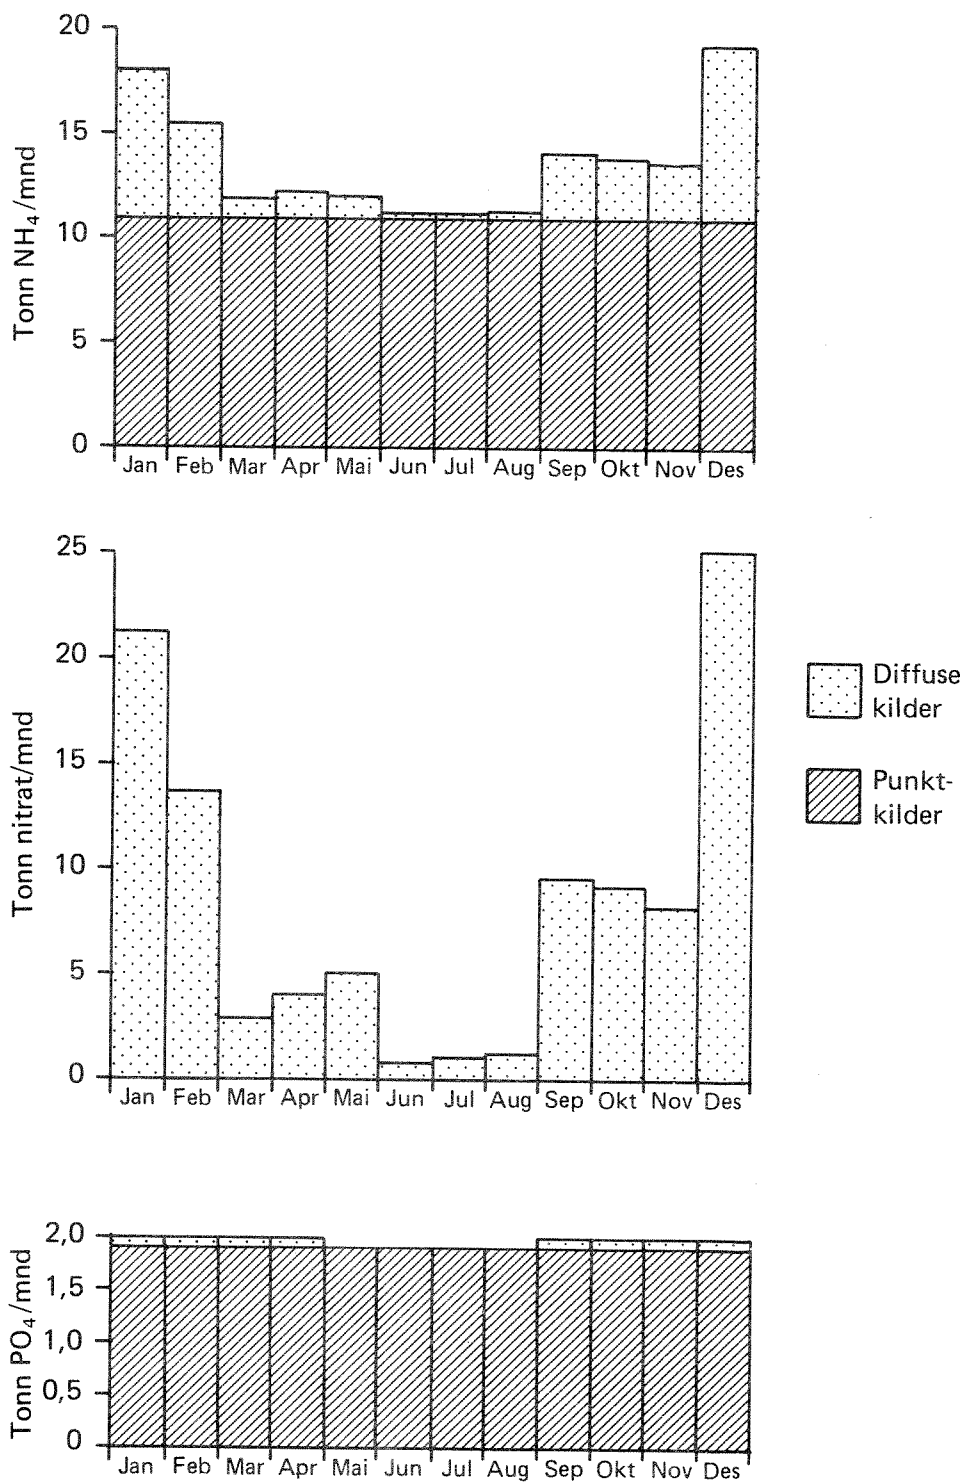 Tonn NH4/mnd
20
15
10
5
0
Jan Feb Mar Apr Mai Jun Jul Aug Sep Okt Nov Des
Tonn nitrat/mnd
25
20
15
10
5
0
Jan Feb Mar Apr Mai Jun Jul Aug Sep Okt Nov Des
Diffuse
kilder
Punkt-
kilder
Tonn PO4/mnd
2,0
1,5
1,0
0,5
0
Jan Feb Mar Apr Mai Jun Jul Aug Sep Okt Nov Des